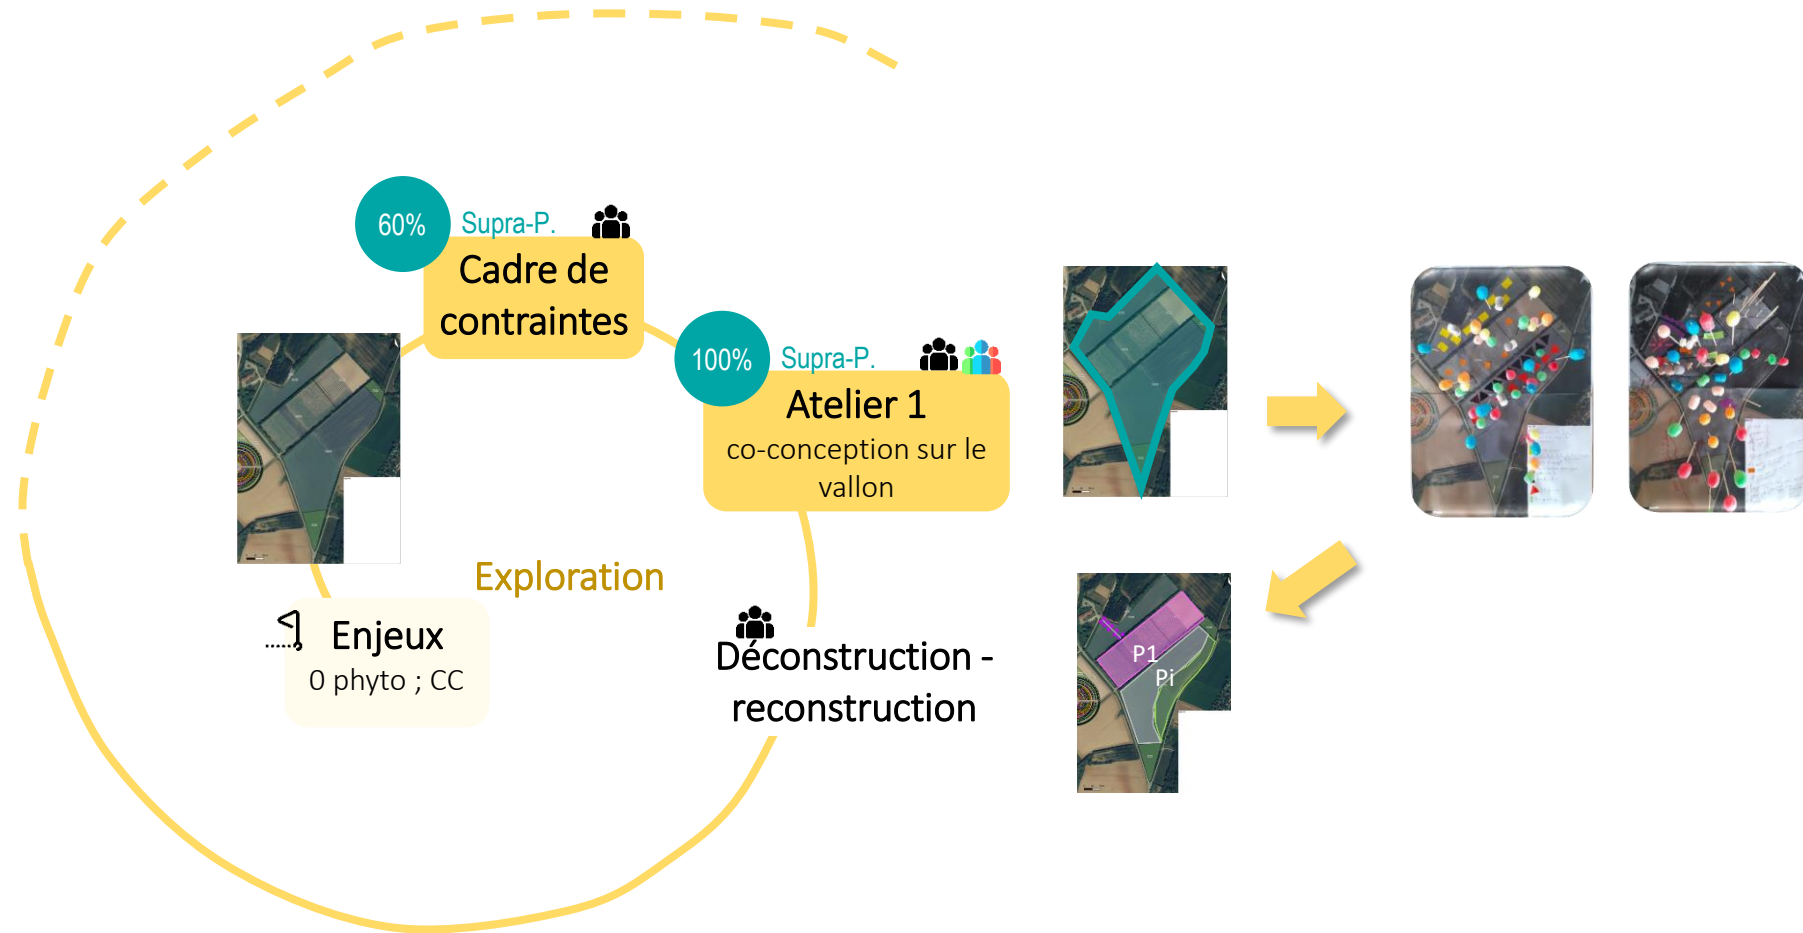 60%
Supra-P.
Cadre de
contraintes
100%
Supra-P.
Atelier 1
co-conception sur le
vallon
Exploration
Enjeux
0 phyto ; CC
Déconstruction -
reconstruction
P1
Pi